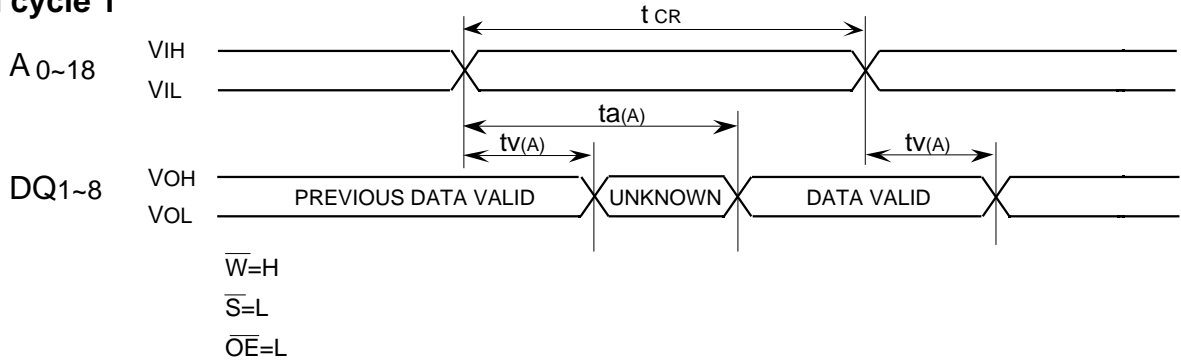 cycle 1
t CR
A 0~18
VIH
VIL
ta(A)
tv(A)
tv(A)
DQ1~8
VOH
VOL
PREVIOUS DATA VALID
UNKNOWN
DATA VALID
W=H
S=L
OE=L